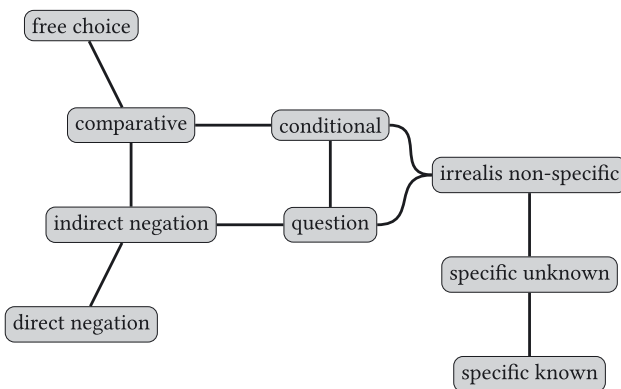 free choice
comparative
conditional
irrealis non-specific
indirect negation
question
specific unknown
direct negation
specific known